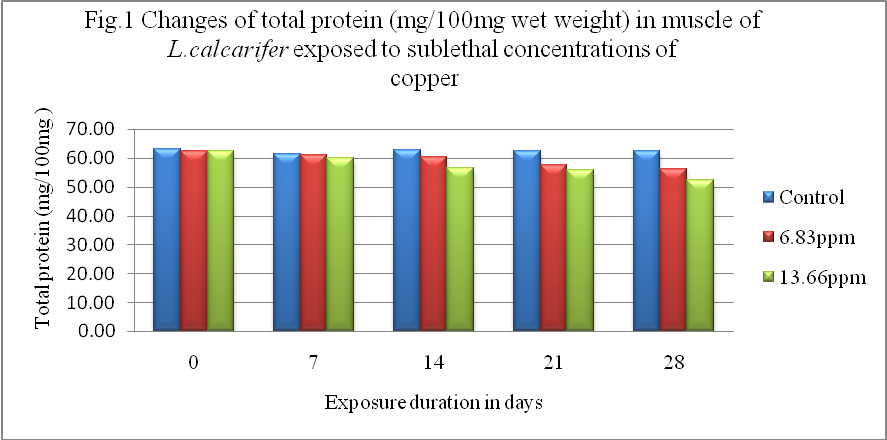 Fig.1 Changes of total protein (mg/100mg wet weight) in muscle of
L.calcarifer exposed to sublethal concentrations of
copper
Total protein (mg/100mg )
70.00
60.00
50.00
40.00
30.00
20.00
10.00
0.00
0 7 14 21 28
Exposure duration in days
Control
6.83ppm
13.66ppm